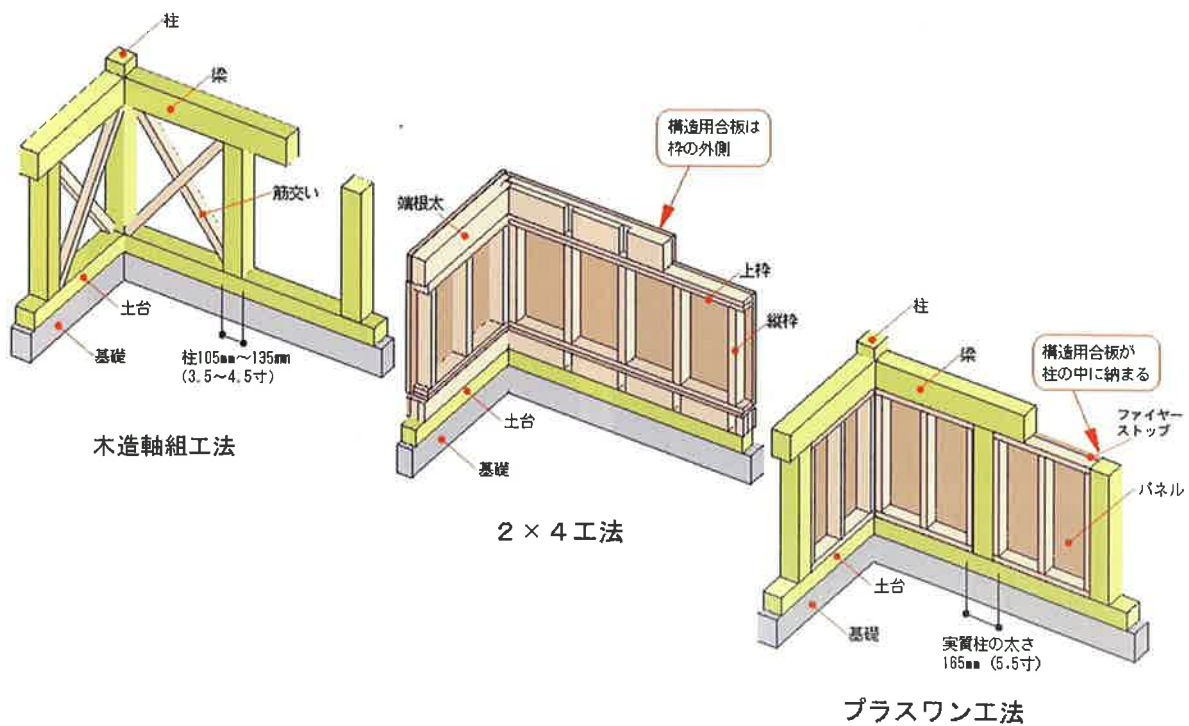 柱
梁
筋交い
土台
基礎
柱105mm～135mm
(3.5～4.5寸)
木造軸組工法
構造用合板は
枠の外側
端根太
上枠
縦枠
土台
基礎
2×4工法
柱
梁
構造用合板が
柱の中に納まる
ファイヤー
ストップ
パネル
土台
基礎
実質柱の太さ
165mm (5.5寸)
プラスワン工法